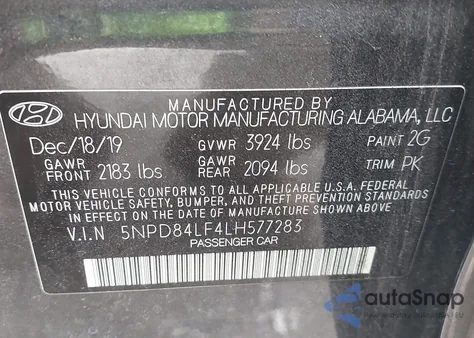 MANUFACTURED BY
HYUNDAI MOTOR MANUFACTURING ALABAMA, LLC
Dec/18/19 GVWR 3924 lbs PAINT 2G
GAWR FRONT 2183 lbs GAWR REAR 2094 lbs TRIM PK
THIS VEHICLE CONFORMS TO ALL APPLICABLE U.S.A. FEDERAL
MOTOR VEHICLE SAFETY, BUMPER, AND THEFT PREVENTION STANDARDS
IN EFFECT ON THE DATE OF MANUFACTURE SHOWN ABOVE.
V.I.N 5NPD84LF4LH577283
PASSENGER CAR
autoSnap